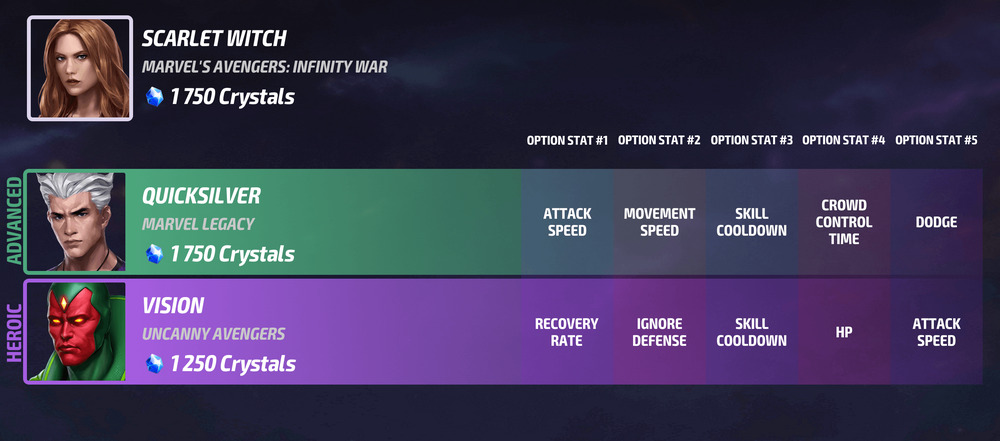 SCARLET WITCH
MARVEL'S AVENGERS: INFINITY WAR
1 750 Crystals
OPTION STAT #1 OPTION STAT #2 OPTION STAT #3 OPTION STAT #4 OPTION STAT #5
ADVANCED
QUICKSILVER
MARVEL LEGACY
1 750 Crystals
ATTACK
SPEED
MOVEMENT
SPEED
SKILL
COOLDOWN
CROWD
CONTROL
TIME
DODGE
HEROIC
VISION
UNCANNY AVENGERS
1 250 Crystals
RECOVERY
RATE
IGNORE
DEFENSE
SKILL
COOLDOWN
HP
ATTACK
SPEED